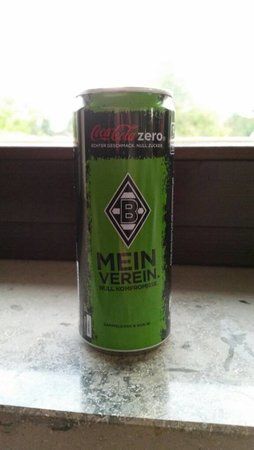 Coca-Cola zero
ECHTER GESCHMACK. NULL ZUCKER.
B
MEIN
VEREIN.
NULL KOMPROMISSE.